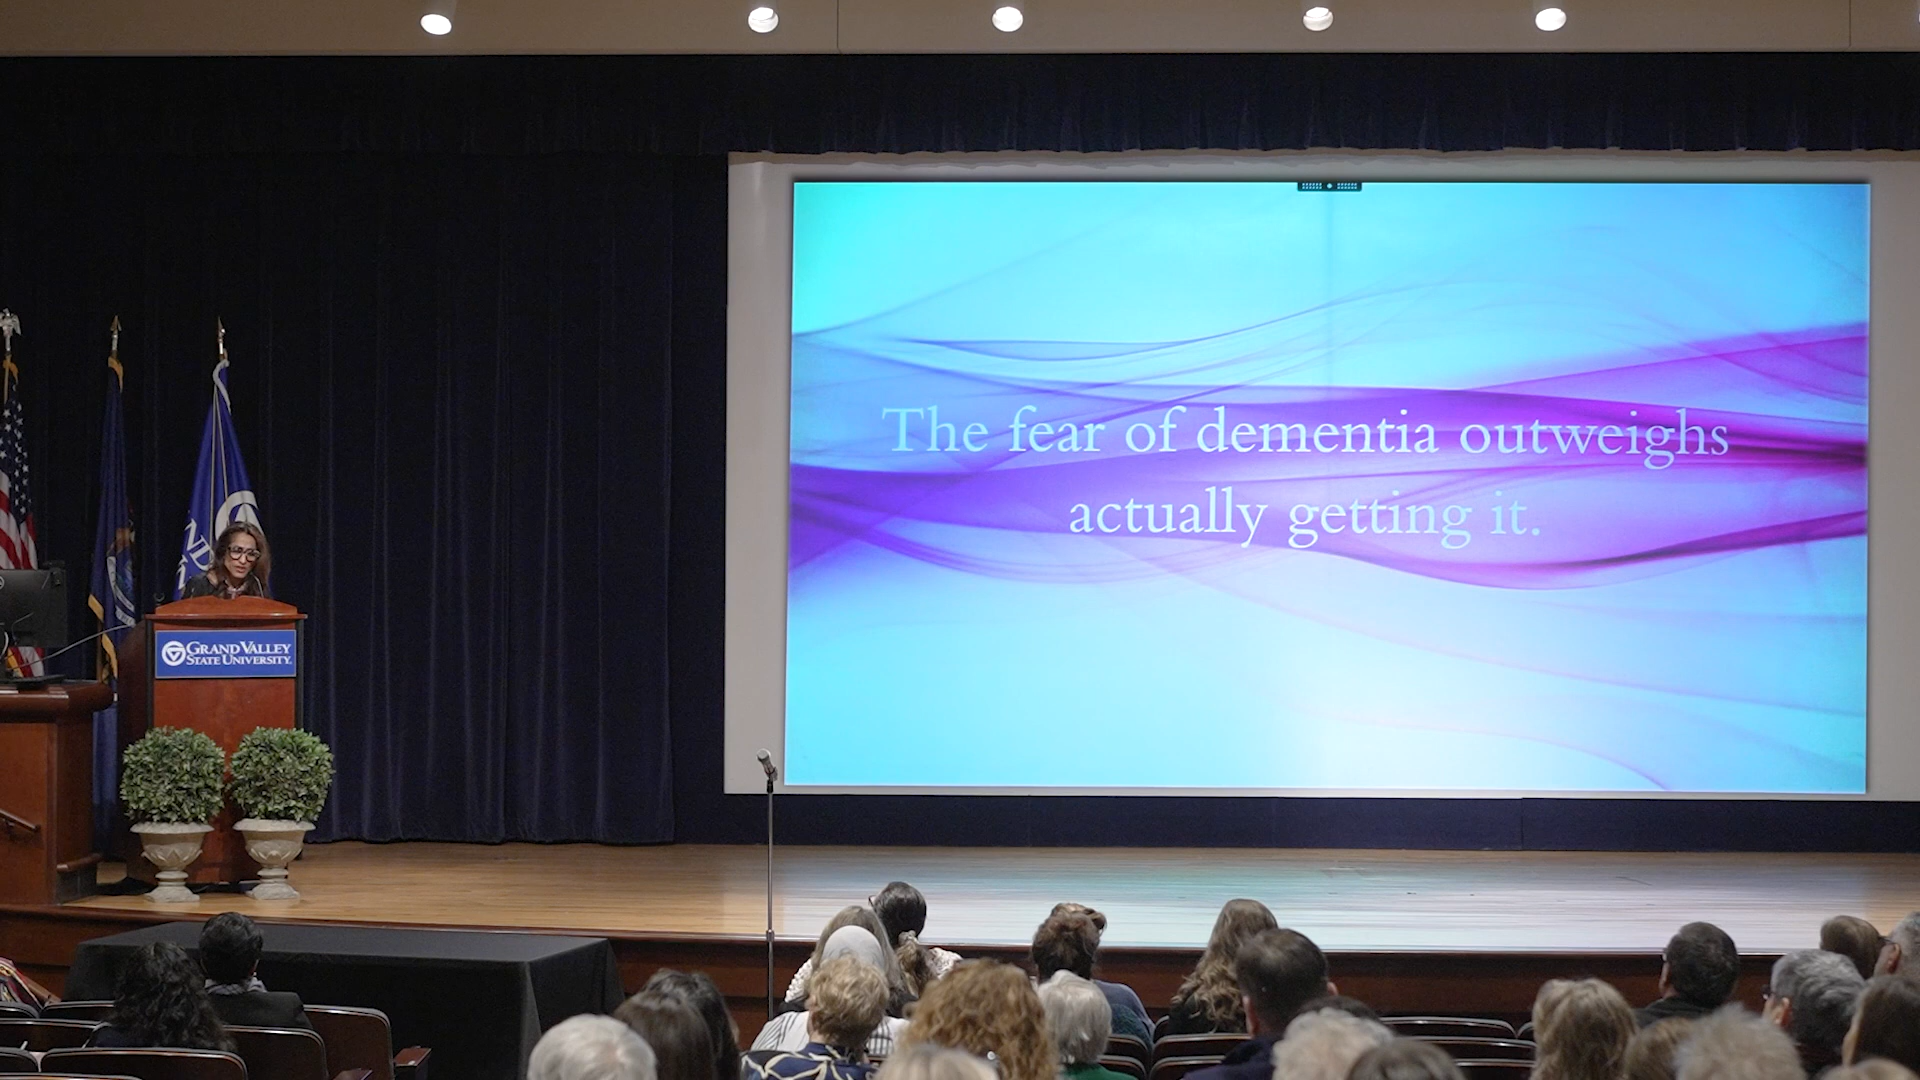 The fear of dementia outweighs
actually getting it.
GRAND VALLEY
STATE UNIVERSITY.